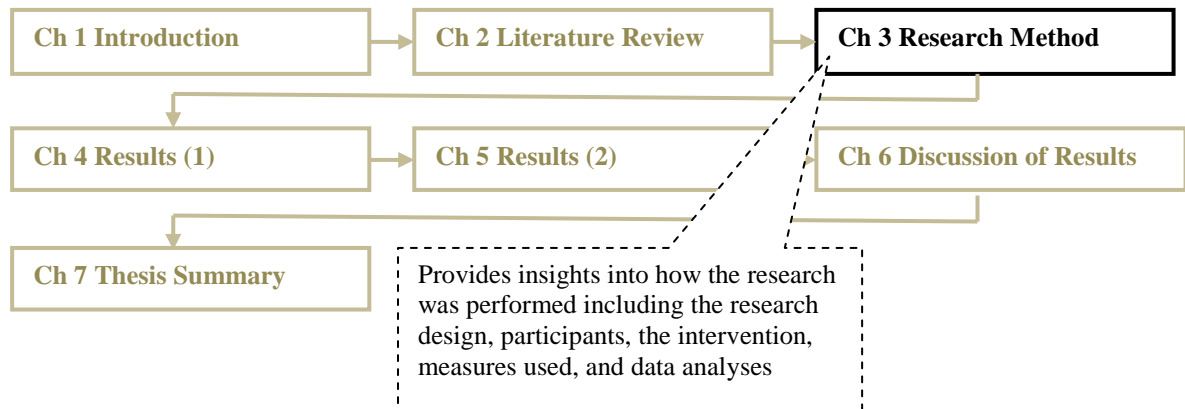 Ch 1 Introduction
Ch 2 Literature Review
Ch 3 Research Method
Ch 4 Results (1)
Ch 5 Results (2)
Ch 6 Discussion of Results
Ch 7 Thesis Summary
Provides insights into how the research
was performed including the research
design, participants, the intervention,
measures used, and data analyses